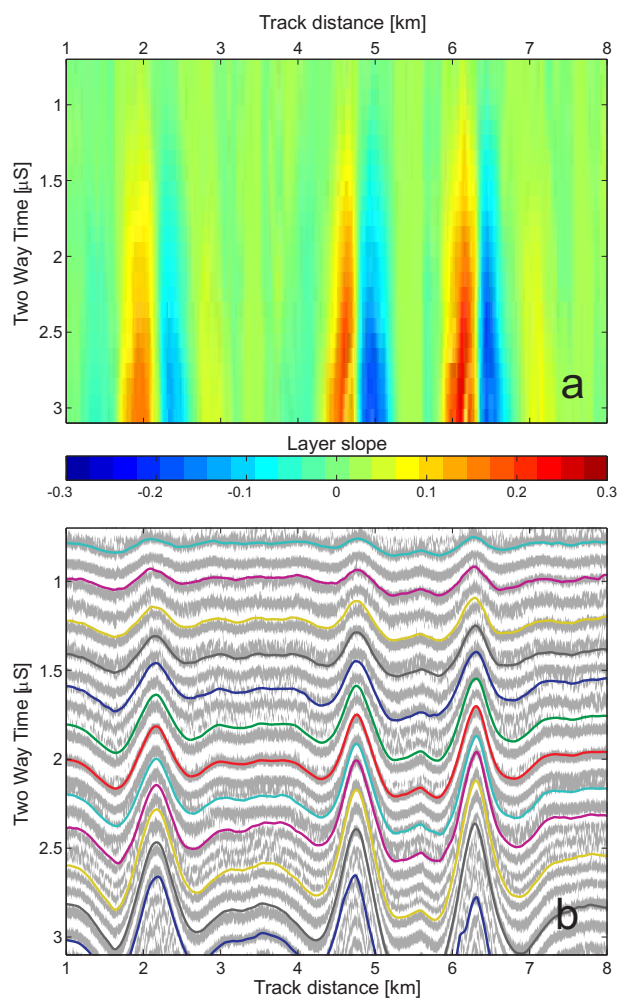 Track distance [km]
1 2 3 4 5 6 7 8
Two Way Time [µS]
1
1.5
2
2.5
3
a
Layer slope
-0.3 -0.2 -0.1 0 0.1 0.2 0.3
Two Way Time [µS]
1
1.5
2
2.5
3
b
1 2 3 4 5 6 7 8
Track distance [km]